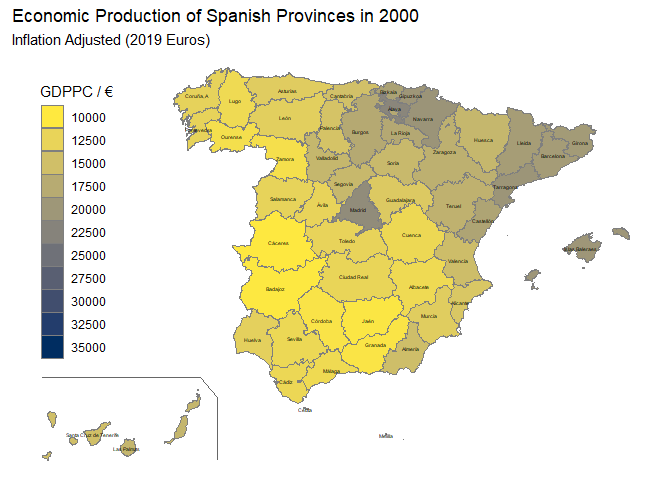 Economic Production of Spanish Provinces in 2000
Inflation Adjusted (2019 Euros)
GDPPC / €
10000
12500
15000
17500
20000
22500
25000
27500
30000
32500
35000
Coruña, A
Lugo
Asturias
Cantabria
Bizkaia
Gipuzkoa
Alava
Navarra
Pontevedra
Ourense
León
Palencia
Burgos
La Rioja
Huesca
Lleida
Girona
Barcelona
Zamora
Valladolid
Soria
Zaragoza
Tarragona
Salamanca
Avila
Segovia
Madrid
Guadalajara
Teruel
Castellón
Cáceres
Toledo
Cuenca
Valencia
Illes Baleares
Badajoz
Ciudad Real
Albacete
Alicante
Huelva
Sevilla
Córdoba
Jaén
Murcia
Cádiz
Málaga
Granada
Almería
Ceuta
Melilla
Santa Cruz de Tenerife
Las Palmas